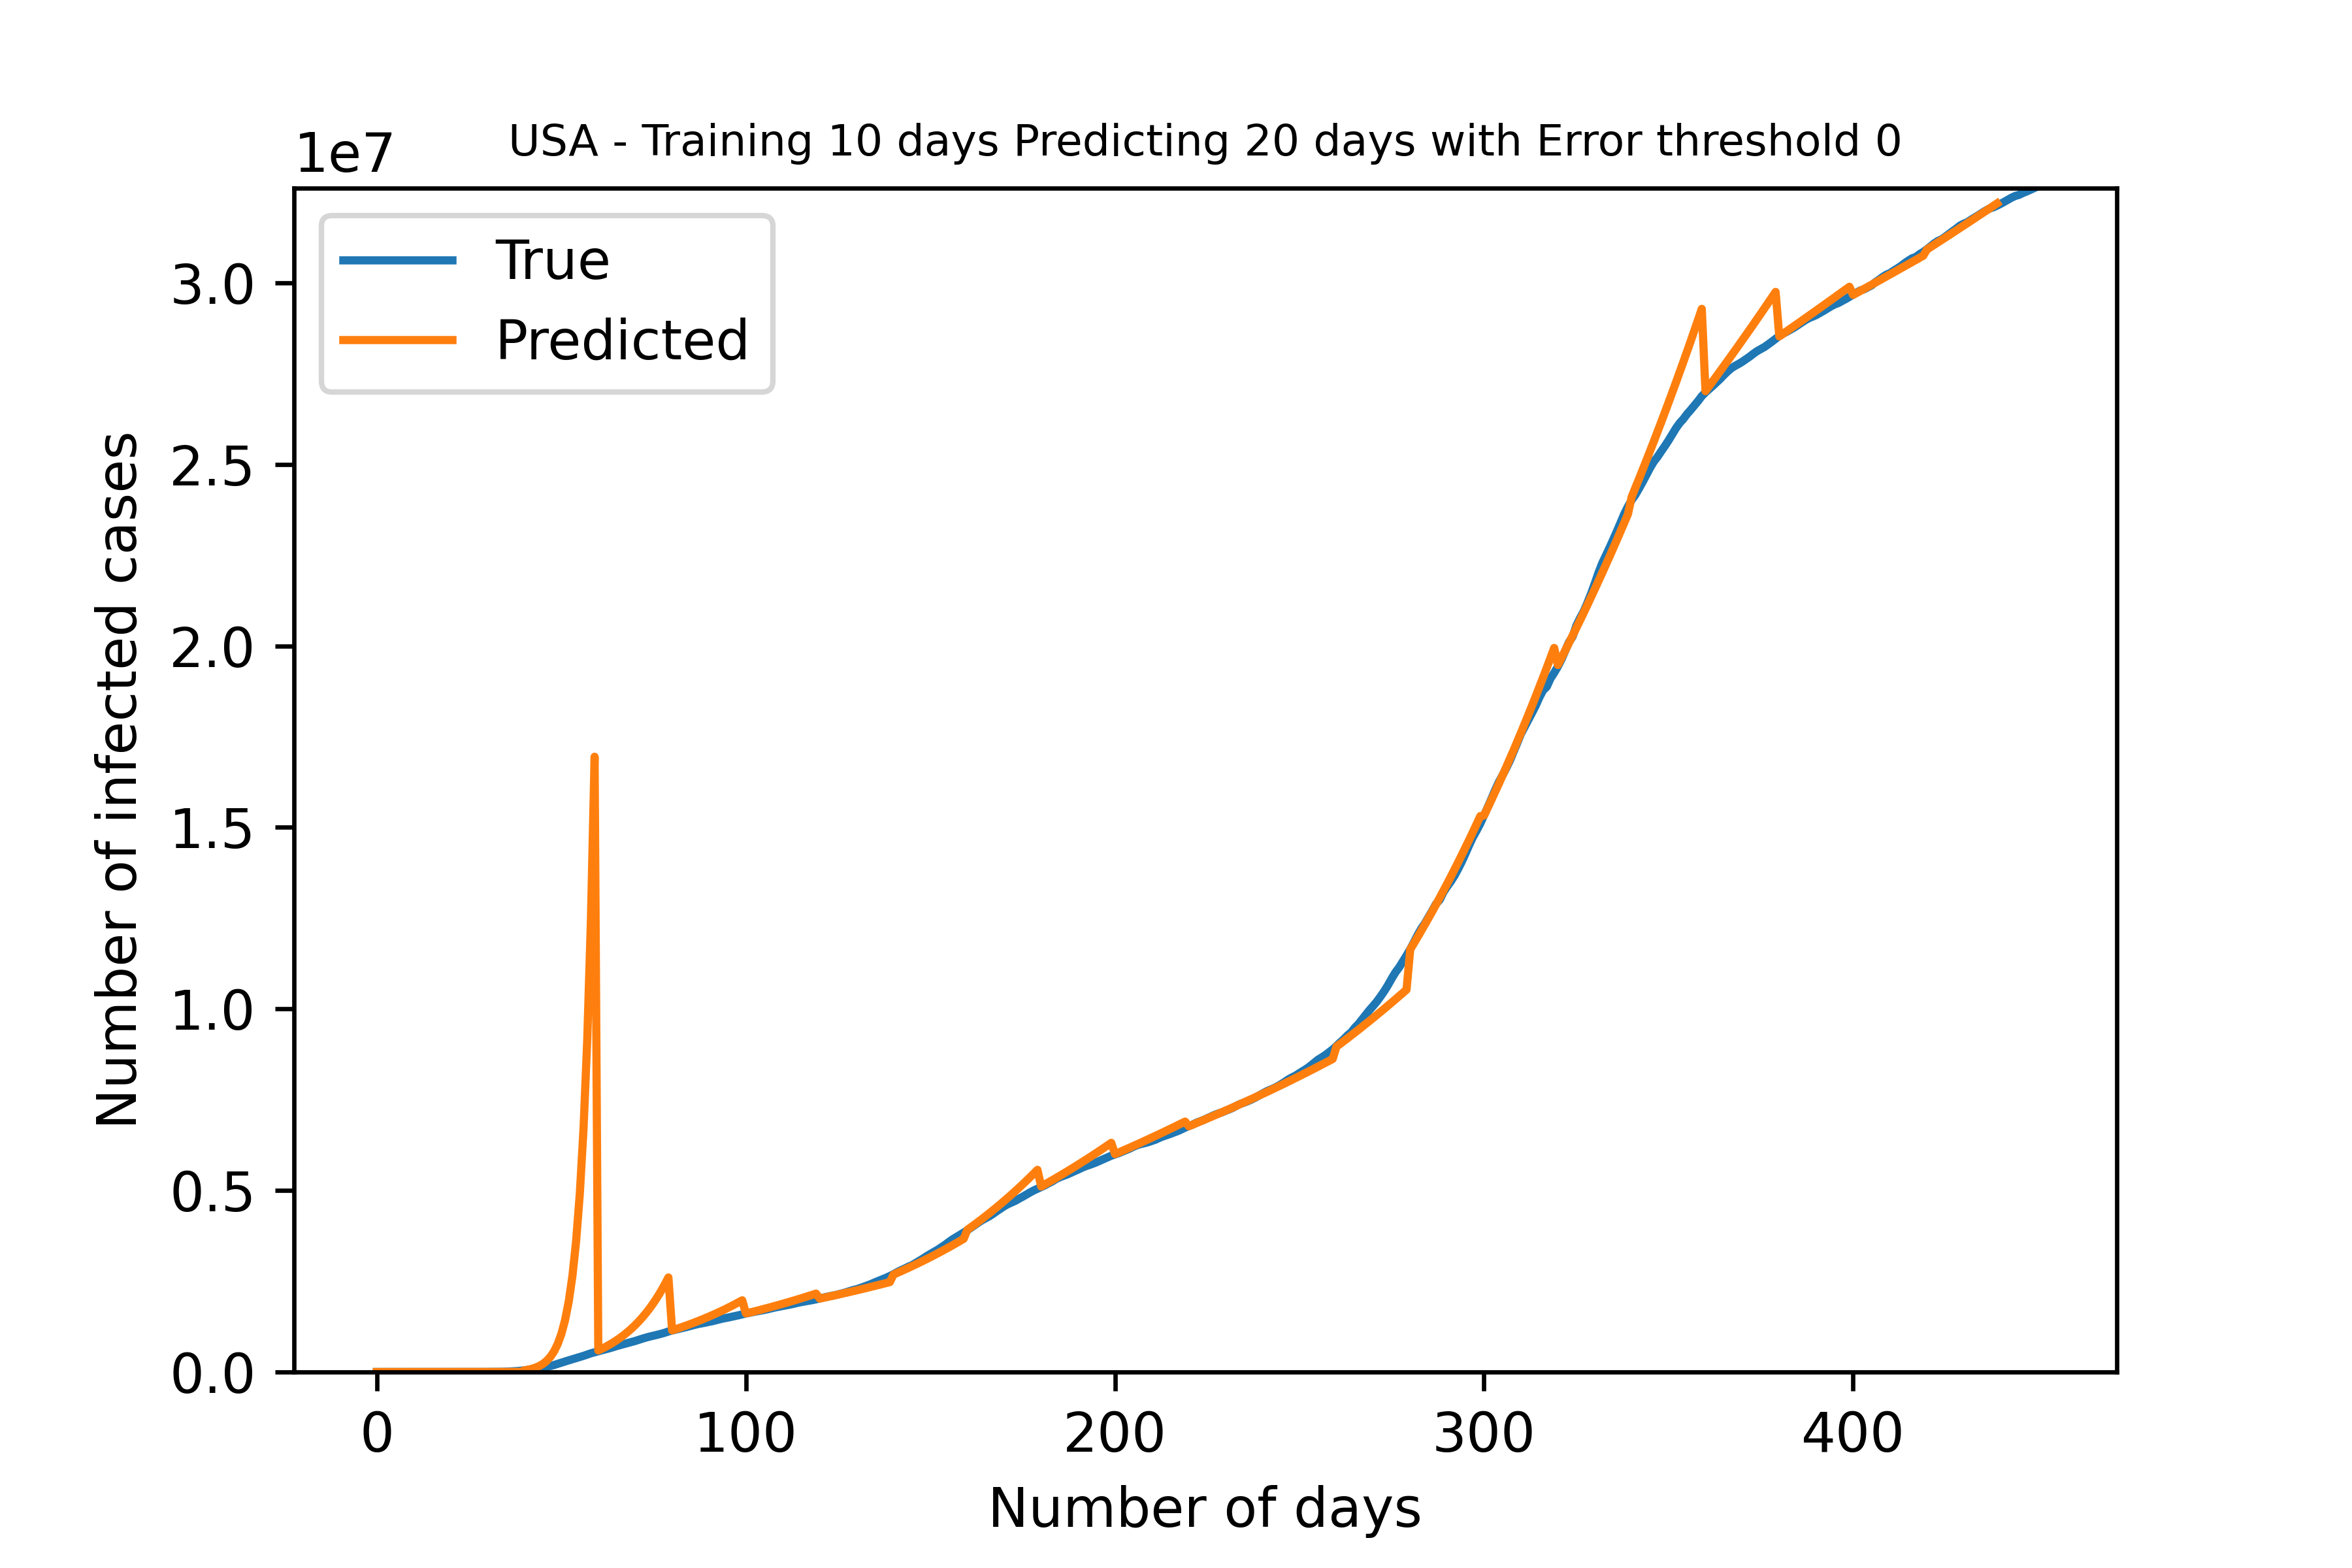 1e7
USA - Training 10 days Predicting 20 days with Error threshold 0
True
Predicted
3.0
2.5
2.0
1.5
1.0
0.5
0.0
Number of infected cases
0 100 200 300 400
Number of days